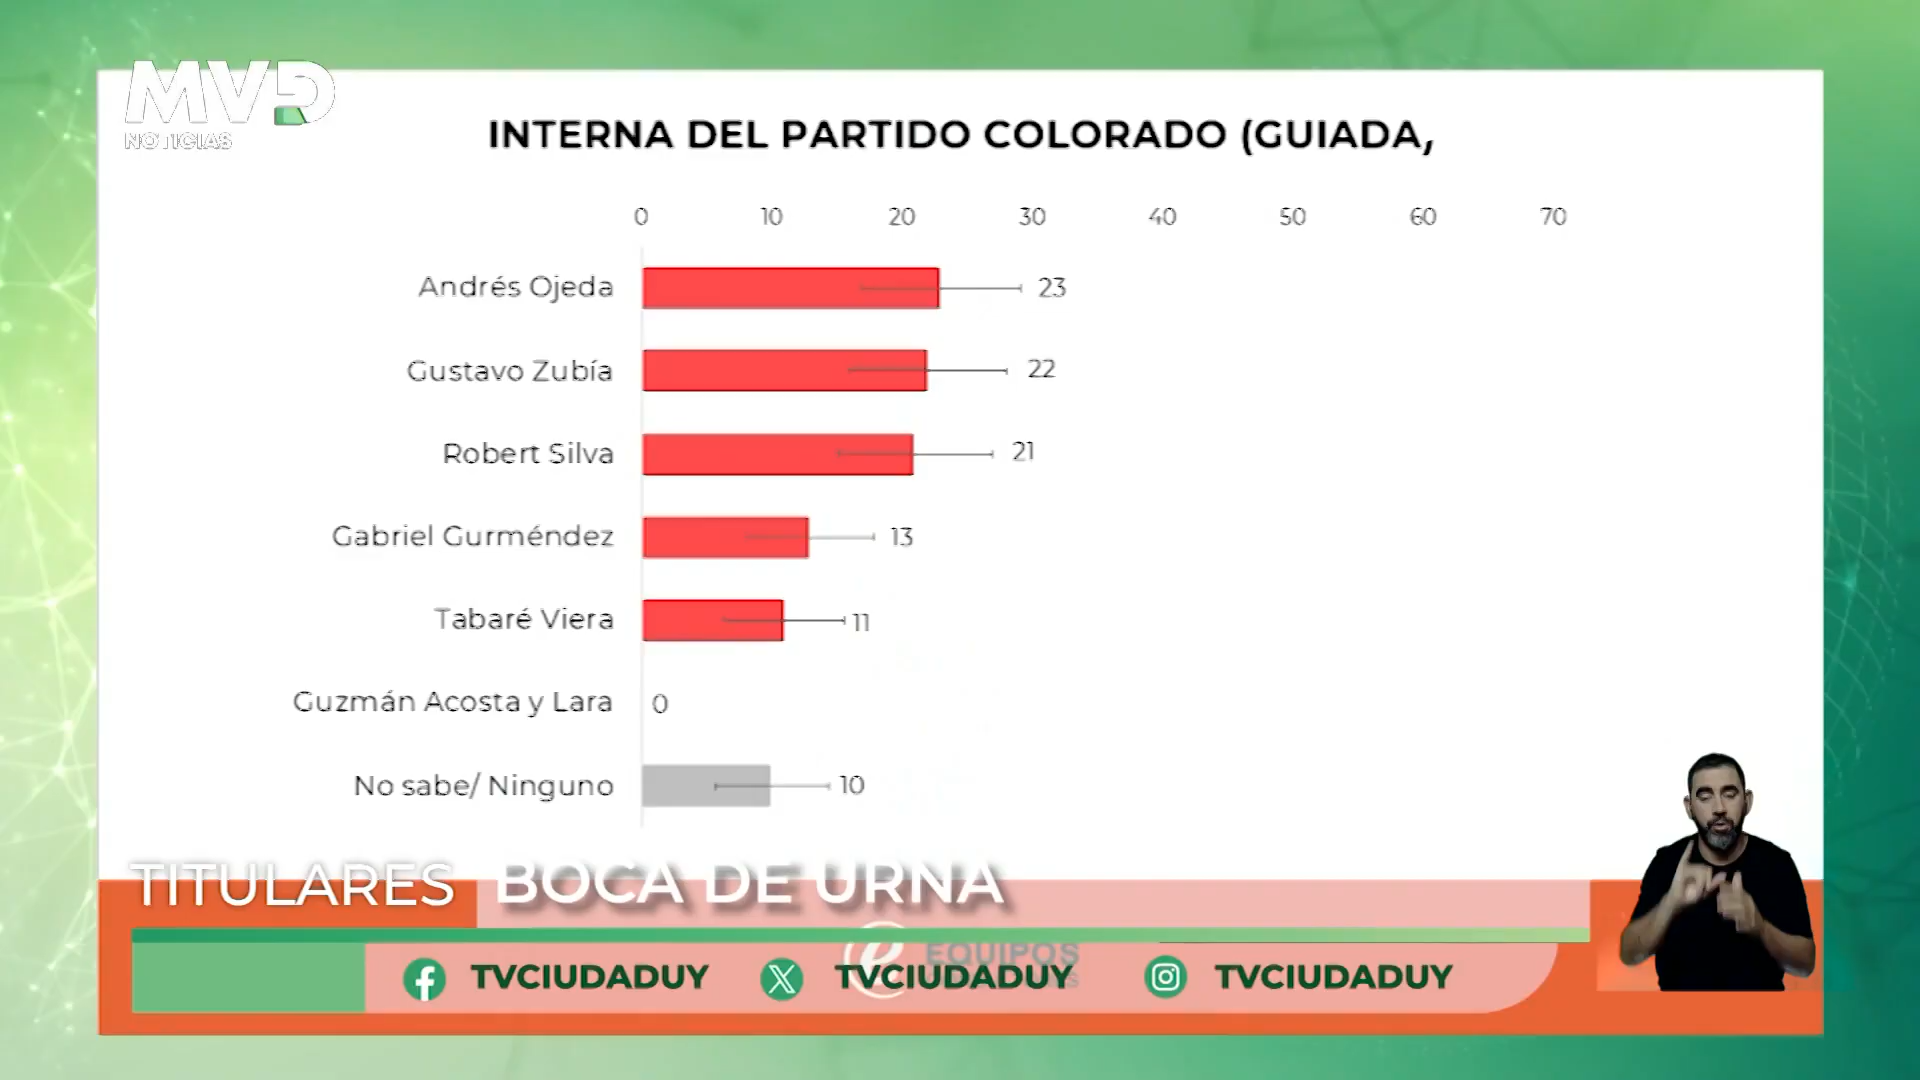 MVD
NOTICIAS
INTERNA DEL PARTIDO COLORADO (GUIADA,
0 10 20 30 40 50 60 70
Andrés Ojeda 23
Gustavo Zubía 22
Robert Silva 21
Gabriel Gurméndez 13
Tabaré Viera 11
Guzmán Acosta y Lara 0
No sabe/ Ninguno 10
TITULARES BOCA DE URNA
EQUIPOS
TVCIUDADUY TVCIUDADUY TVCIUDADUY